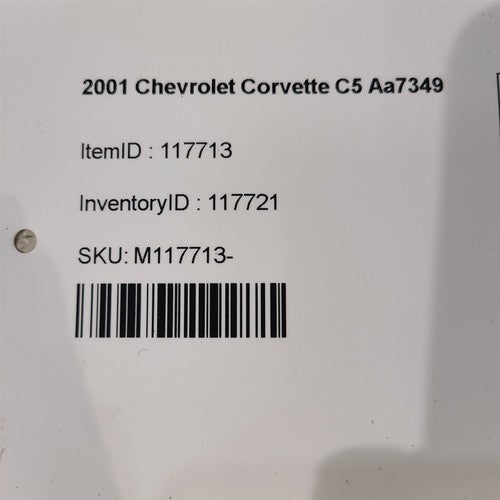 2001 Chevrolet Corvette C5 Aa7349
ItemID : 117713
InventoryID : 117721
SKU: M117713-